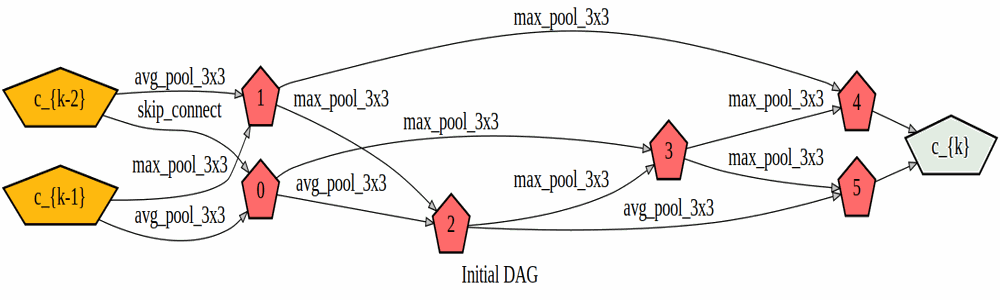 max_pool_3x3
c_{k-2}
avg_pool_3x3
skip_connect
1
max_pool_3x3
max_pool_3x3
4
max_pool_3x3
c_{k}
c_{k-1}
max_pool_3x3
avg_pool_3x3
0
avg_pool_3x3
3
max_pool_3x3
max_pool_3x3
5
2
avg_pool_3x3
Initial DAG